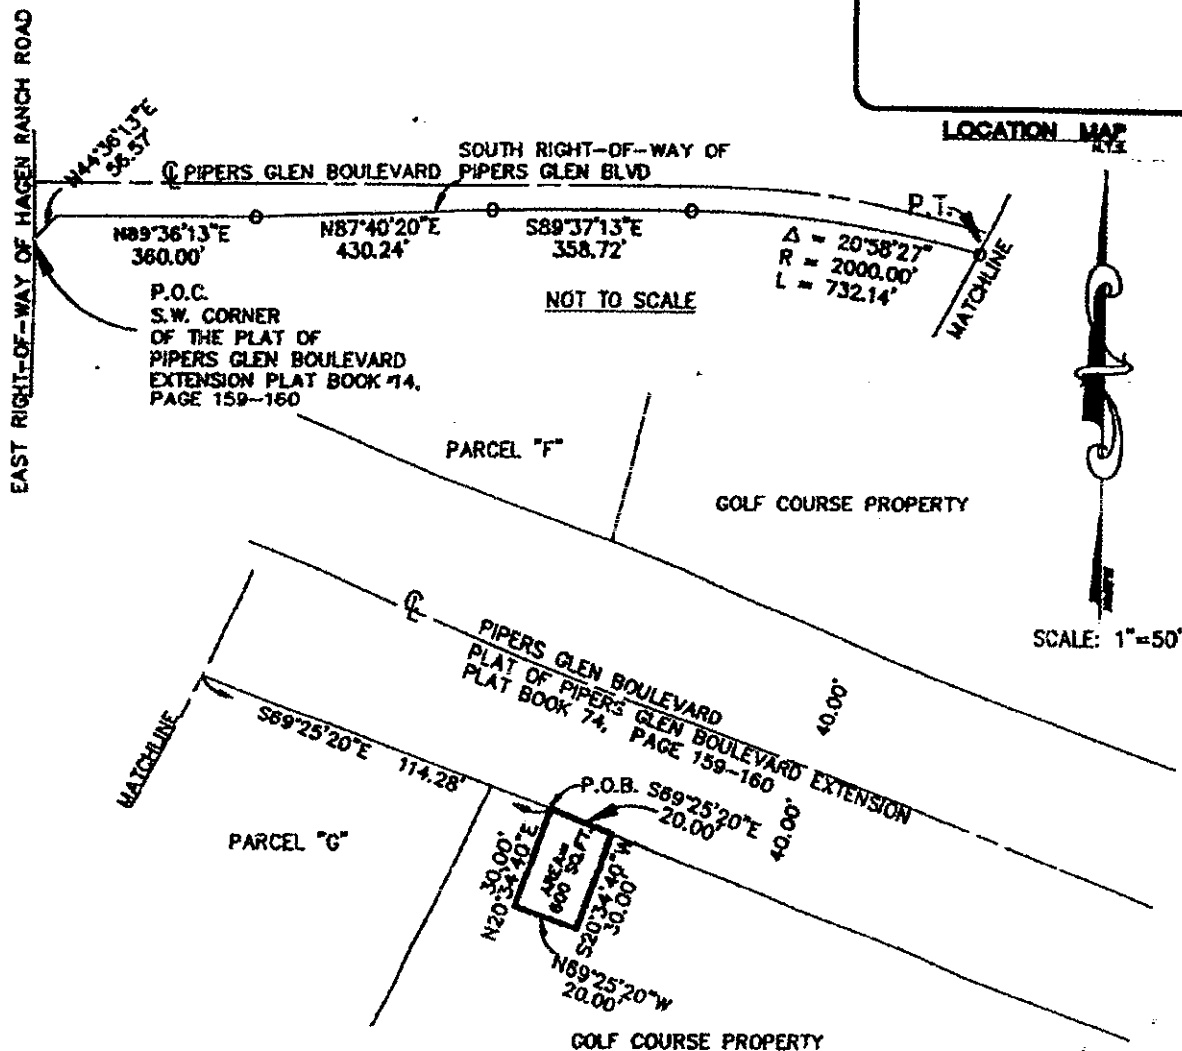 EAST RIGHT-OF-WAY OF HAGEN RANCH ROAD
N44°36'13"E
56.57'
℄ PIPERS GLEN BOULEVARD
SOUTH RIGHT-OF-WAY OF
PIPERS GLEN BLVD
LOCATION MAP
N.T.S.
P.T.
N89°36'13"E
360.00'
N87°40'20"E
430.24'
S89°37'13"E
358.72'
Δ = 20°58'27"
R = 2000.00'
L = 732.14'
MATCHLINE
NOT TO SCALE
P.O.C.
S.W. CORNER
OF THE PLAT OF
PIPERS GLEN BOULEVARD
EXTENSION PLAT BOOK 74,
PAGE 159-160
PARCEL "F"
GOLF COURSE PROPERTY
SCALE: 1"=50'
℄
PIPERS GLEN BOULEVARD
PLAT OF PIPERS GLEN BOULEVARD EXTENSION
PLAT BOOK 74, PAGE 159-160
40.00'
40.00'
MATCHLINE
S69°25'20"E 114.28'
P.O.B.
S69°25'20"E
20.00'
PARCEL "G"
N20°34'40"E
30.00'
AREA=
600 SQ.FT.
S20°34'40"W
30.00'
N69°25'20"W
20.00'
GOLF COURSE PROPERTY